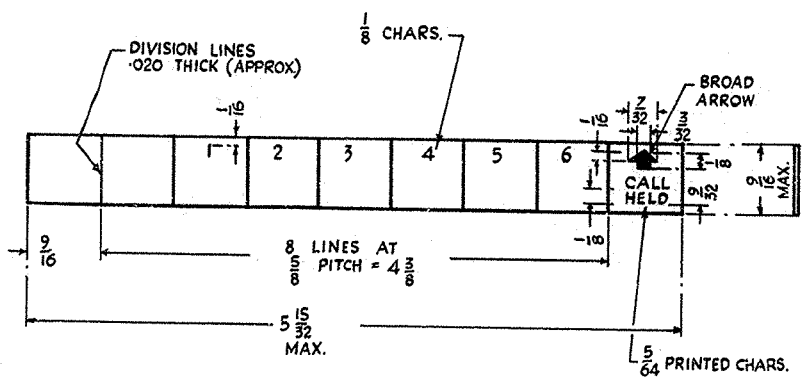 1/8 CHARS.
DIVISION LINES
·020 THICK (APPROX)
BROAD
ARROW
1/16
1/16
7/32
3/32
1 2 3 4 5 6
1/8
CALL
HELD
9/32
9/16
MAX.
1/8
9/16
8 LINES AT
5/8 PITCH = 4 3/8
5 15/32
MAX.
5/64 PRINTED CHARS.